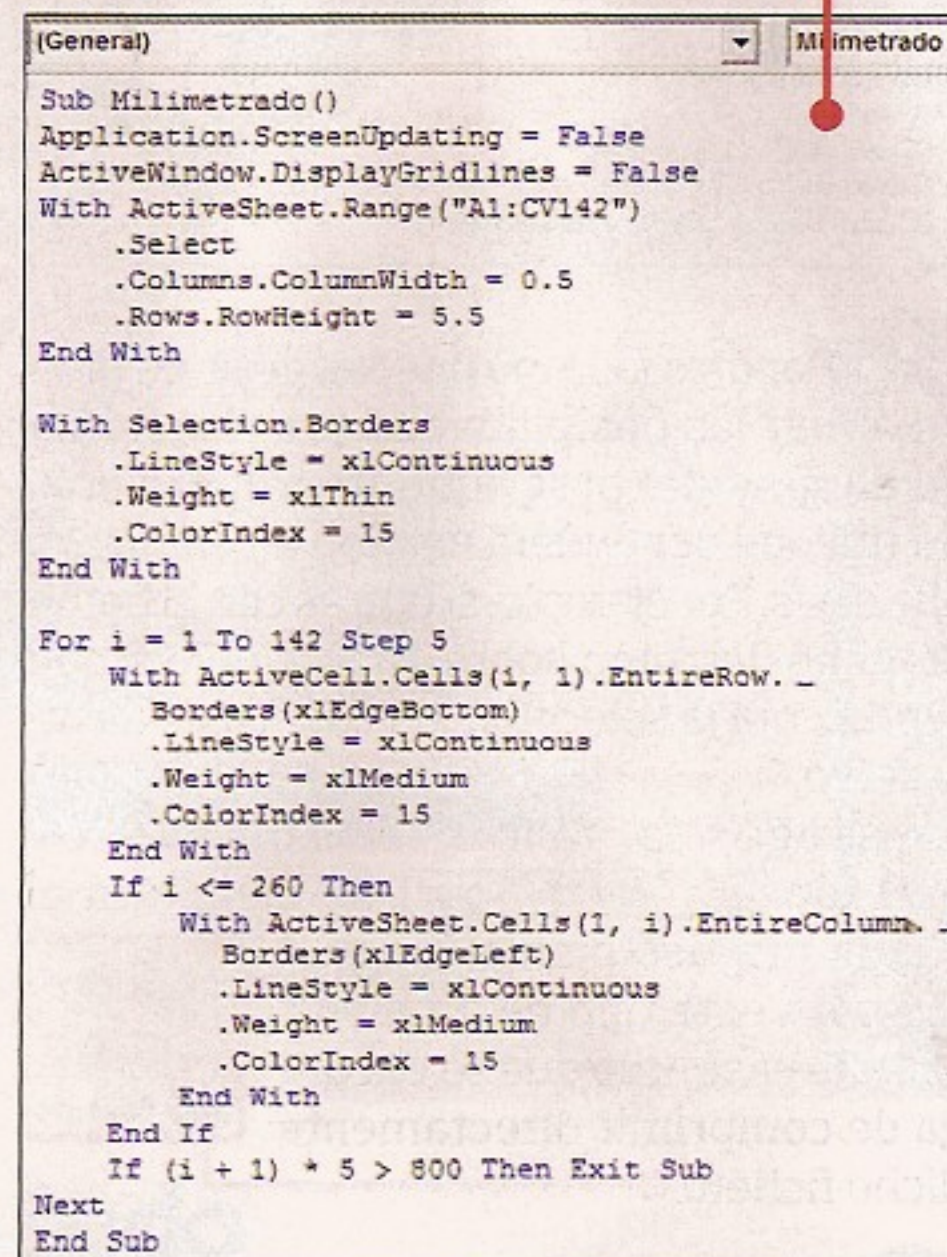 (General) Milimetrado
Sub Milimetrado()
Application.ScreenUpdating = False
ActiveWindow.DisplayGridlines = False
With ActiveSheet.Range("A1:CV142")
    .Select
    .Columns.ColumnWidth = 0.5
    .Rows.RowHeight = 5.5
End With

With Selection.Borders
    .LineStyle = xlContinuous
    .Weight = xlThin
    .ColorIndex = 15
End With

For i = 1 To 142 Step 5
    With ActiveCell.Cells(i, 1).EntireRow. _
      Borders(xlEdgeBottom)
      .LineStyle = xlContinuous
      .Weight = xlMedium
      .ColorIndex = 15
    End With
    If i <= 260 Then
        With ActiveSheet.Cells(1, i).EntireColumn. _
          Borders(xlEdgeLeft)
          .LineStyle = xlContinuous
          .Weight = xlMedium
          .ColorIndex = 15
        End With
    End If
    If (i + 1) * 5 > 800 Then Exit Sub
Next
End Sub